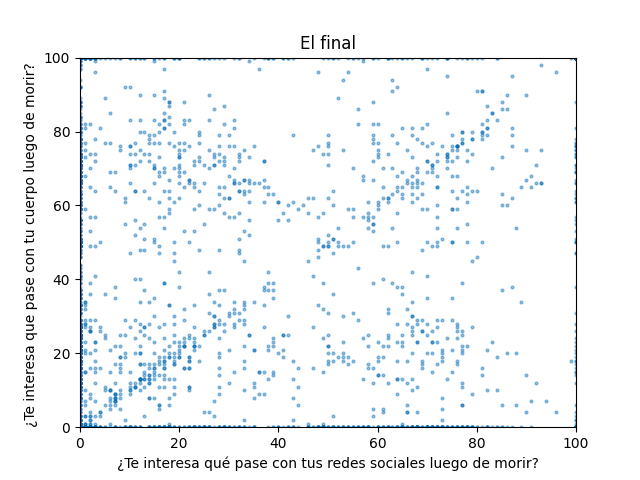 El final
100
80
60
40
20
0
¿Te interesa que pase con tu cuerpo luego de morir?
0 20 40 60 80 100
¿Te interesa qué pase con tus redes sociales luego de morir?